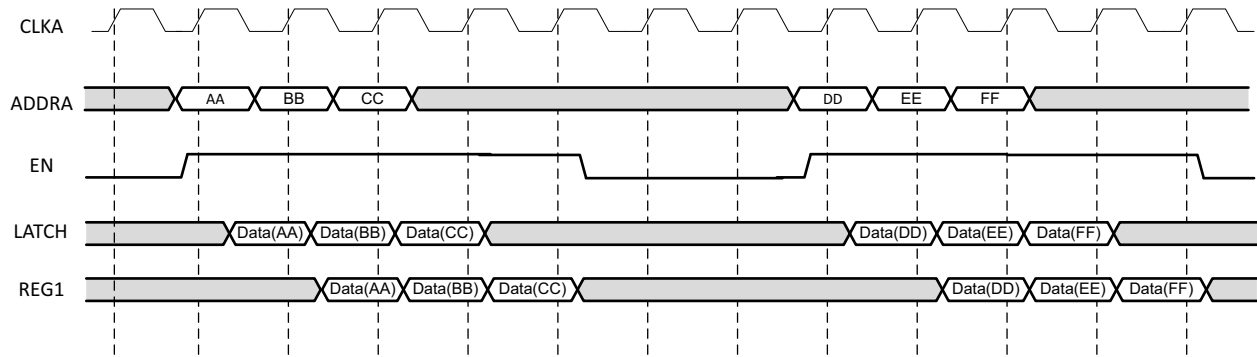 CLKA
ADDRA AA BB CC DD EE FF
EN
LATCH Data(AA) Data(BB) Data(CC) Data(DD) Data(EE) Data(FF)
REG1 Data(AA) Data(BB) Data(CC) Data(DD) Data(EE) Data(FF)